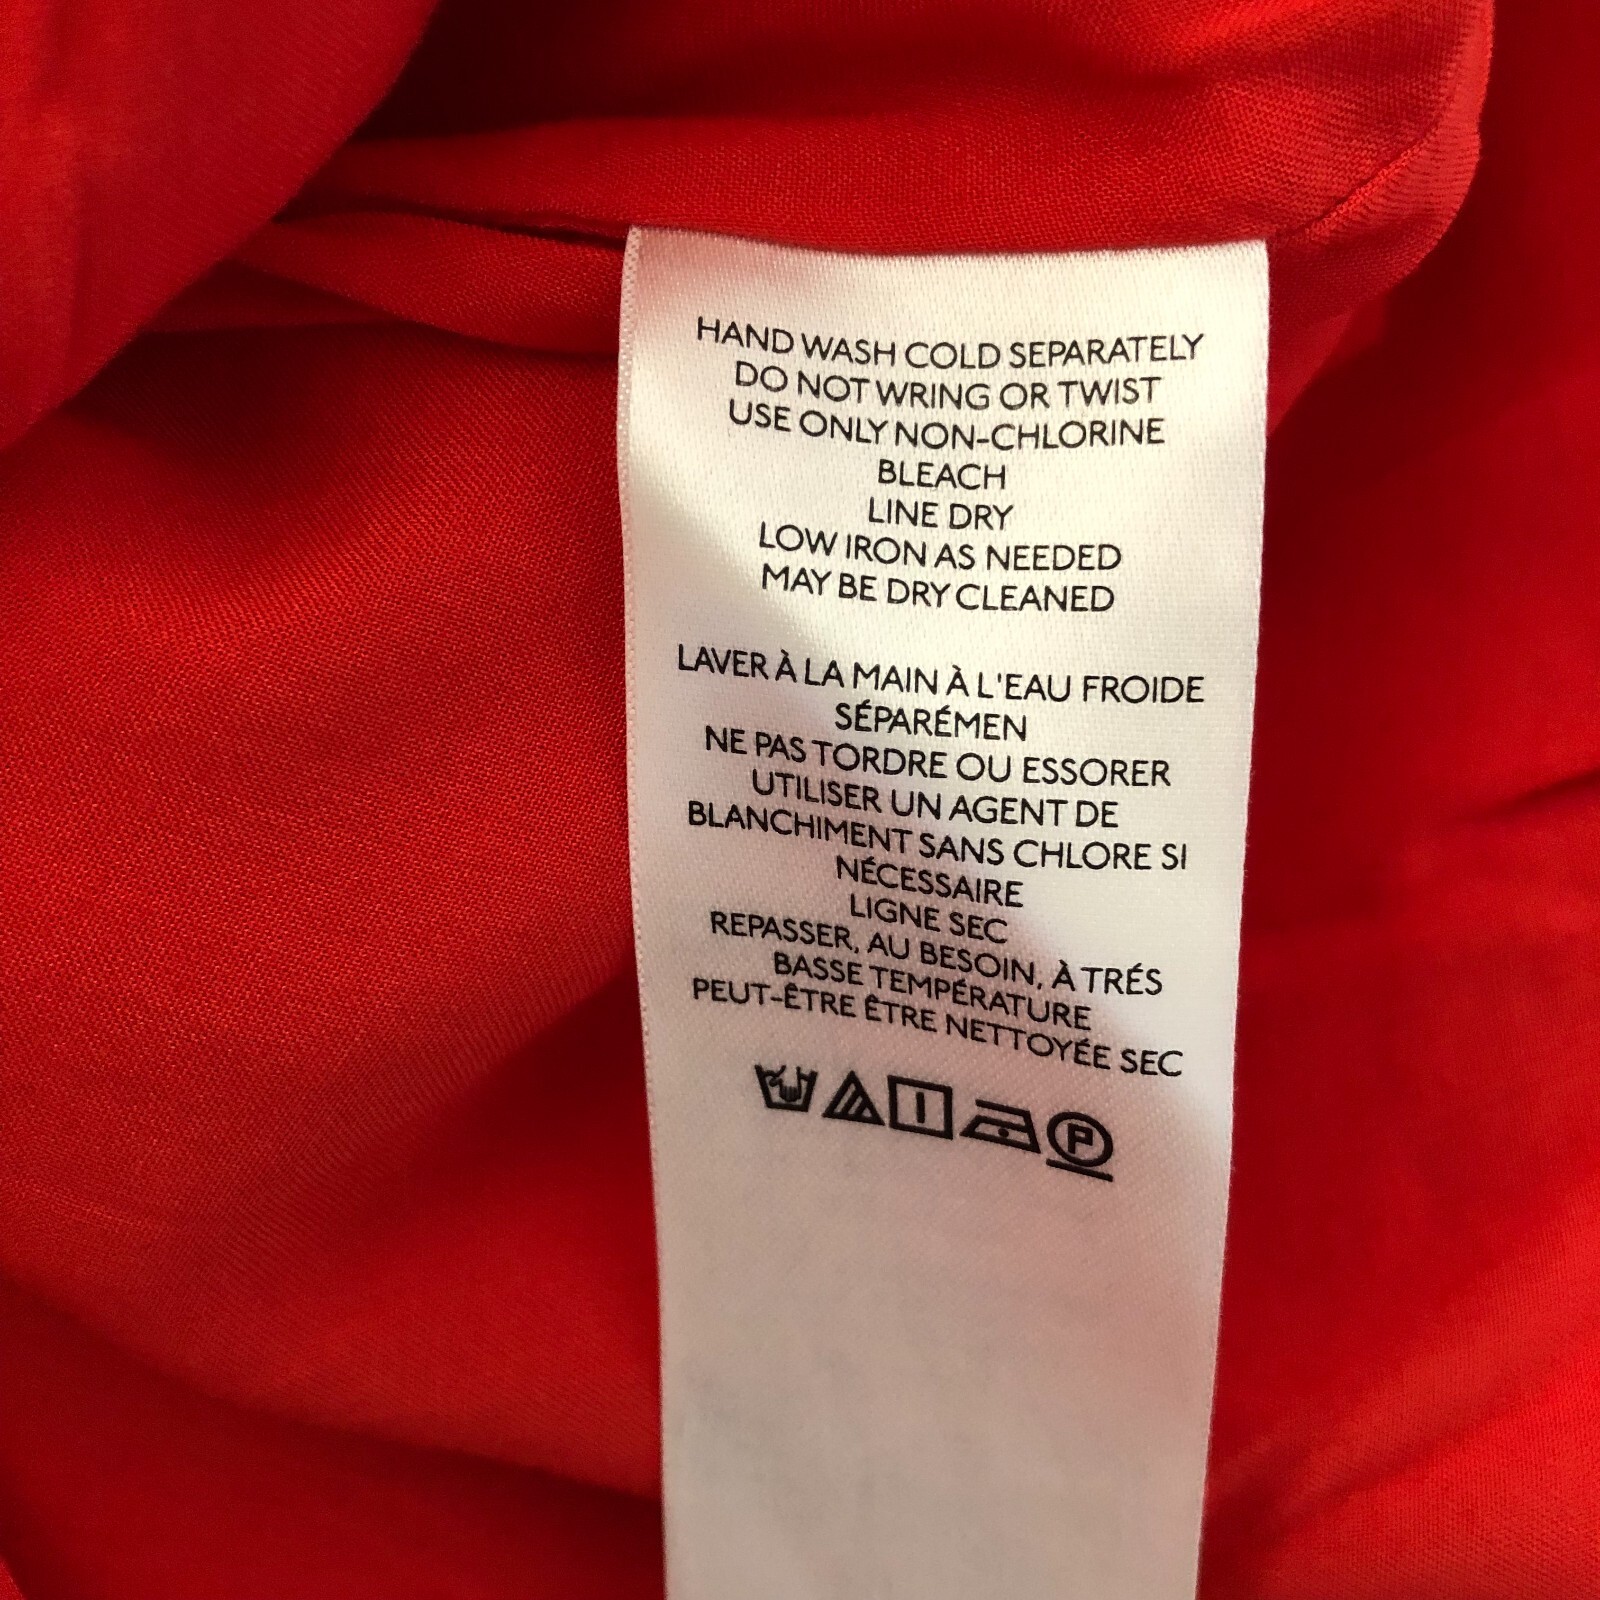 HAND WASH COLD SEPARATELY
DO NOT WRING OR TWIST
USE ONLY NON-CHLORINE
BLEACH
LINE DRY
LOW IRON AS NEEDED
MAY BE DRY CLEANED
LAVER À LA MAIN À L'EAU FROIDE
SÉPARÉMEN
NE PAS TORDRE OU ESSORER
UTILISER UN AGENT DE
BLANCHIMENT SANS CHLORE SI
NÉCESSAIRE
LIGNE SEC
REPASSER, AU BESOIN, À TRÉS
BASSE TEMPÉRATURE
PEUT-ÊTRE ÊTRE NETTOYÉE SEC
P